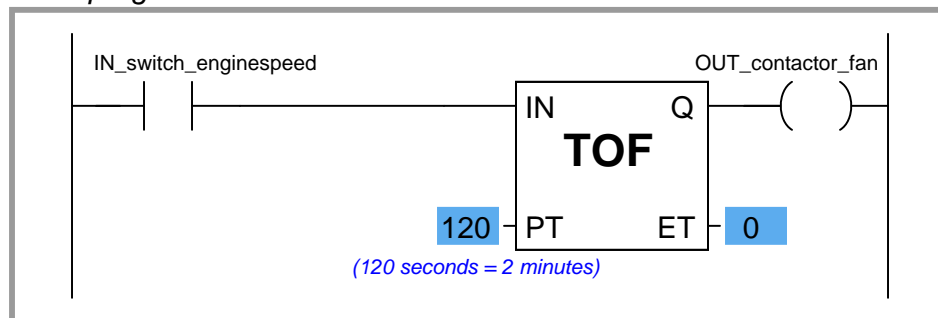 IN_switch_enginespeed
OUT_contactor_fan
IN Q
TOF
120 PT ET 0
(120 seconds = 2 minutes)